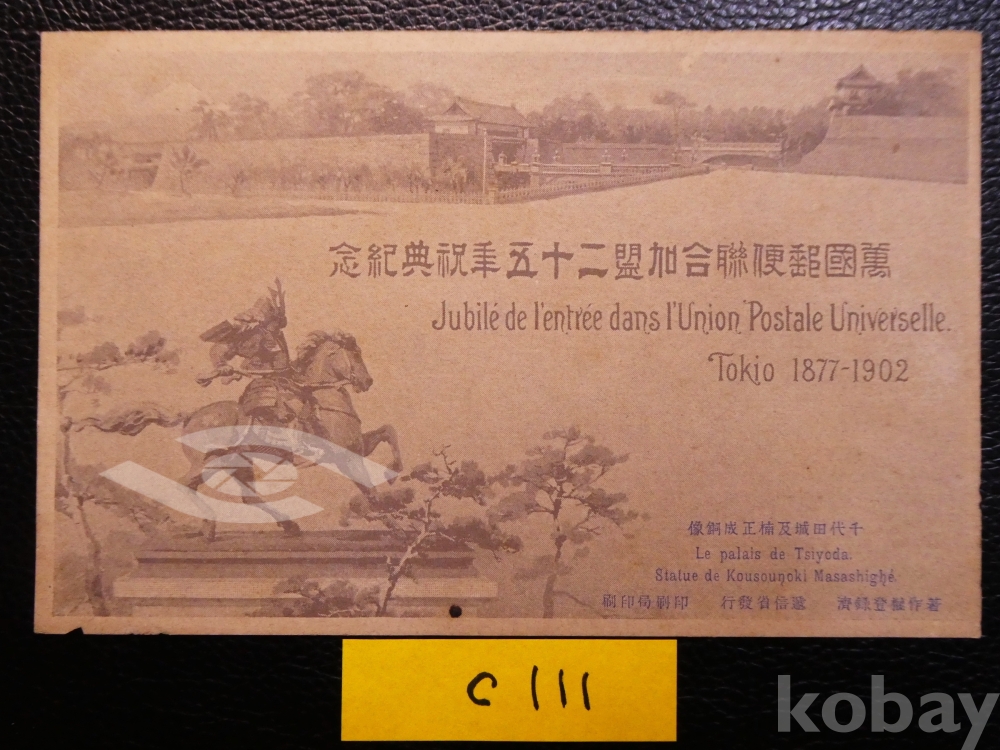 萬國郵便聯合加盟二十五年祝典紀念
Jubilé de l'entrée dans l'Union Postale Universelle.
Tokio 1877-1902
千代田城及楠正成銅像
Le palais de Tsiyoda.
Statue de Kousounoki Masashighé.
著作權登錄濟 遞信省發行 印刷局印刷
C 111
kobay